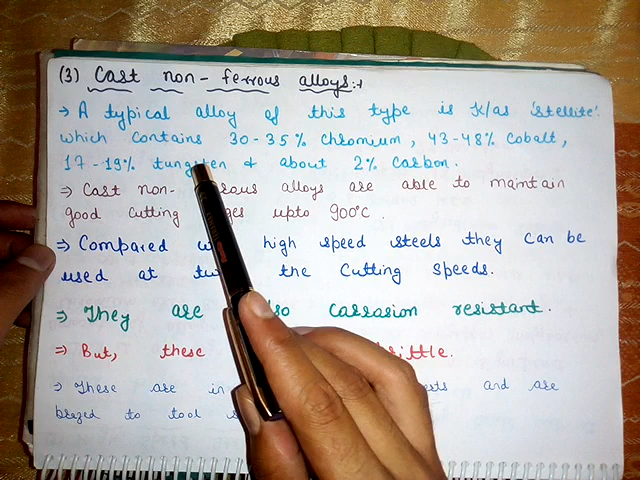 (3) Cast non-ferrous alloys:→
→ A typical alloy of this type is K/as 'stellite'
which contains 30-35% chromium, 43-48% cobalt,
17-19% tungsten & about 2% carbon.
⇒ Cast non- alloys are able to maintain
good cutting upto 900°c.
⇒ Compared high speed steels they can be
used at the cutting speeds.
⇒ They are resistant.
⇒ But, these brittle.
⇒ These are in and are
brazed to tool